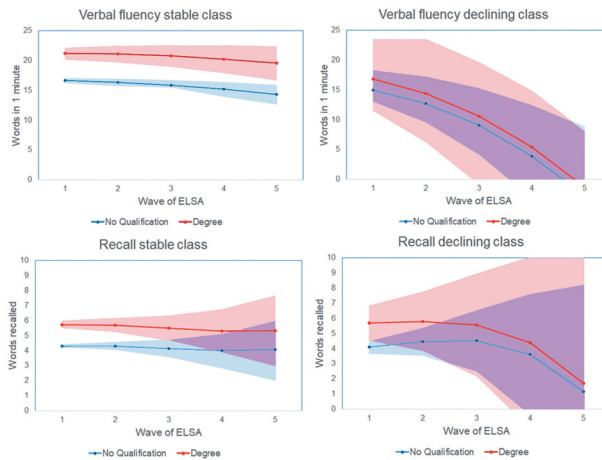 Verbal fluency stable class
Words in 1 minute
25
20
15
10
5
0
1 2 3 4 5
Wave of ELSA
No Qualification Degree
Verbal fluency declining class
Words in 1 minute
25
20
15
10
5
0
1 2 3 4 5
Wave of ELSA
No Qualification Degree
Recall stable class
Words recalled
10
9
8
7
6
5
4
3
2
1
0
1 2 3 4 5
Wave of ELSA
No Qualification Degree
Recall declining class
Words recalled
10
9
8
7
6
5
4
3
2
1
0
1 2 3 4 5
Wave of ELSA
No Qualification Degree